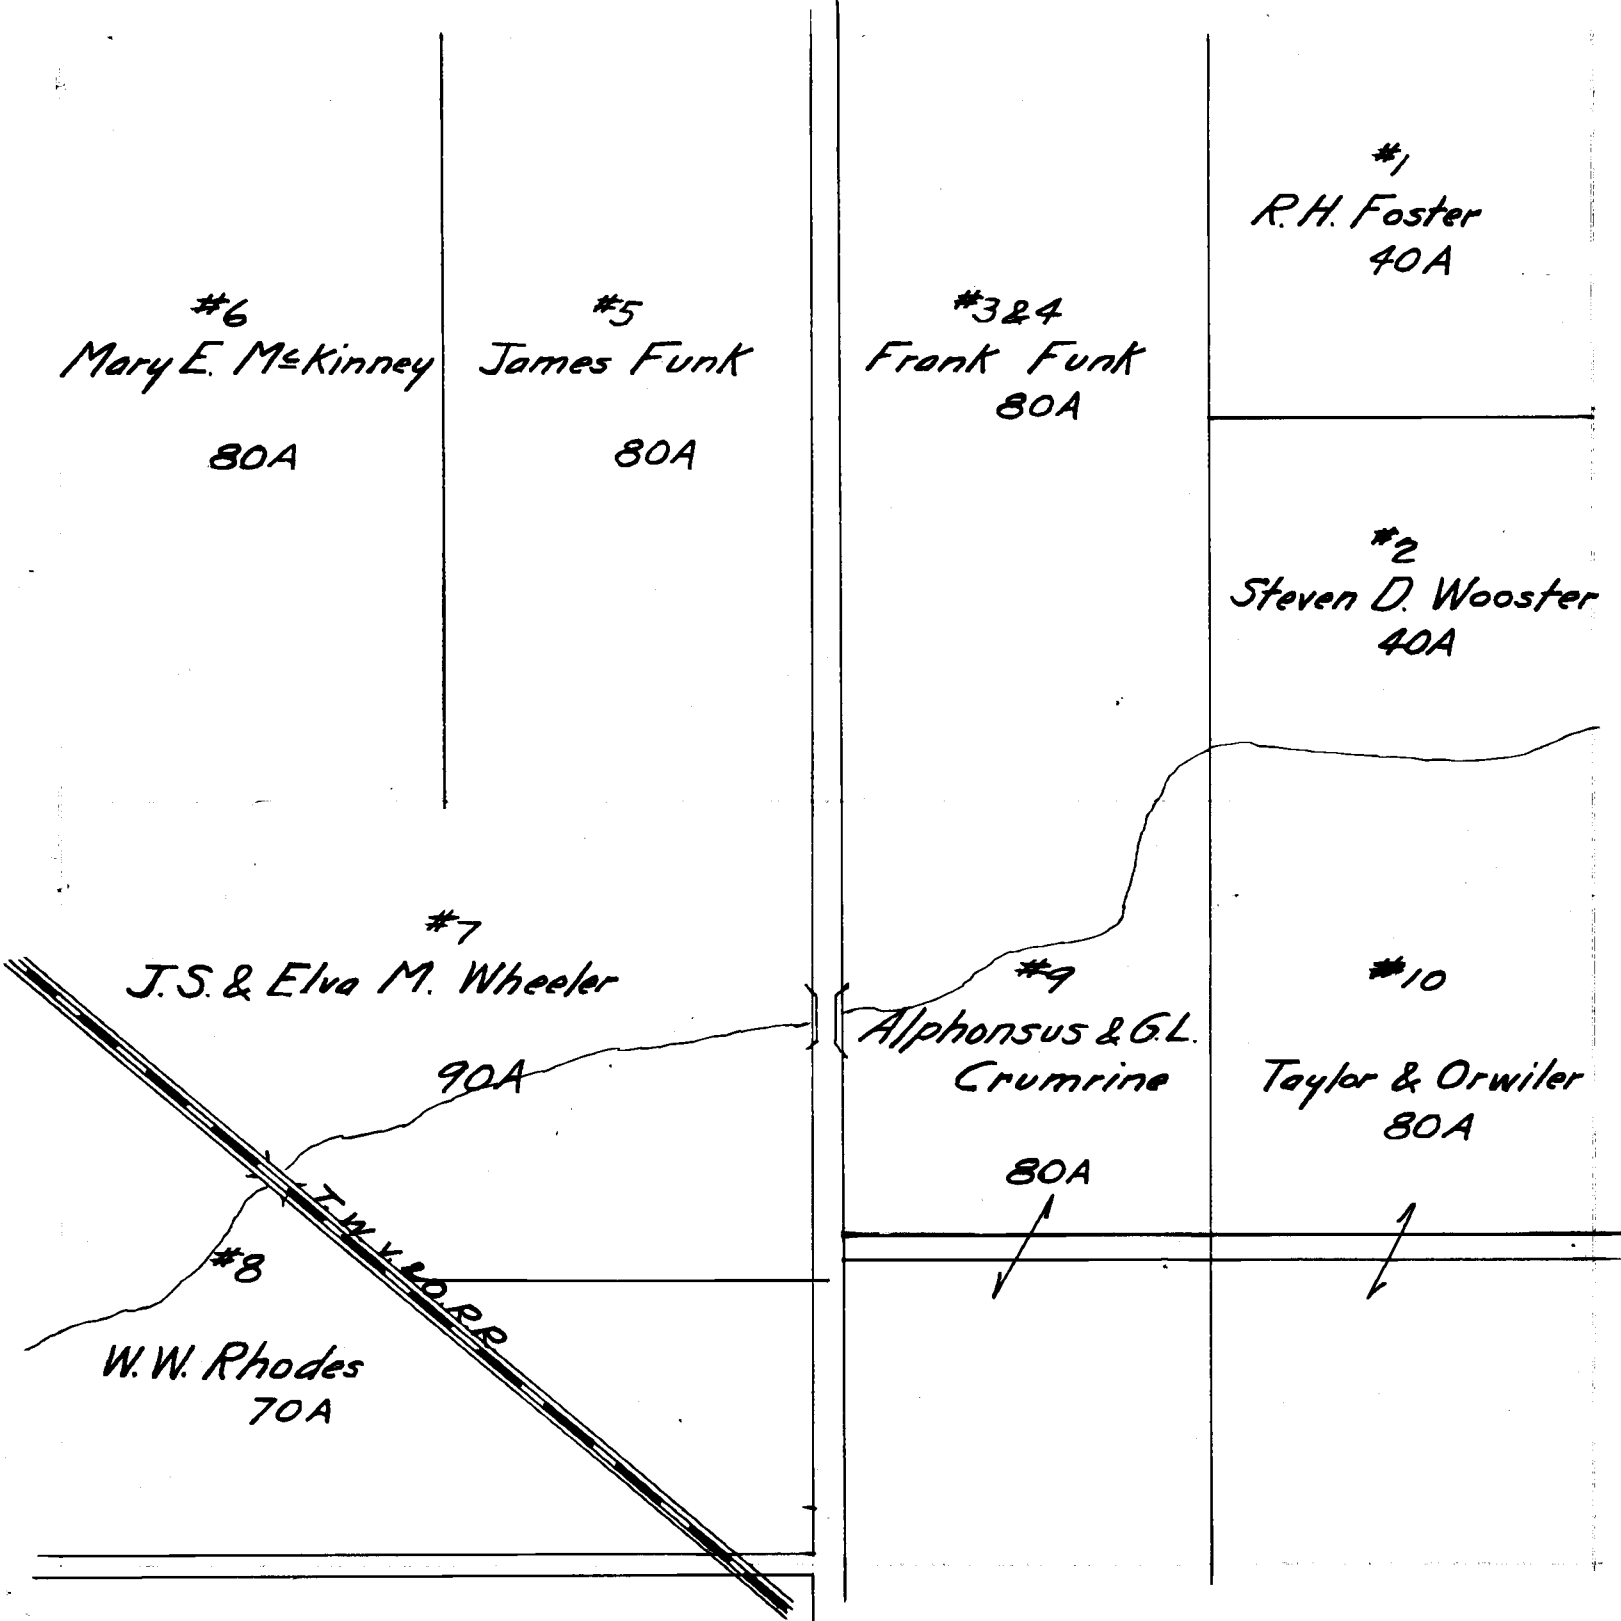 #1
R.H. Foster
40A
#6
Mary E. McKinney
80A
#5
James Funk
80A
#3&4
Frank Funk
80A
#2
Steven D. Wooster
40A
#7
J.S. & Elva M. Wheeler
90A
#9
Alphonsus & G.L.
Crumrine
80A
#10
Taylor & Orwiler
80A
T.W.V.&O.R.R
#8
W.W. Rhodes
70A